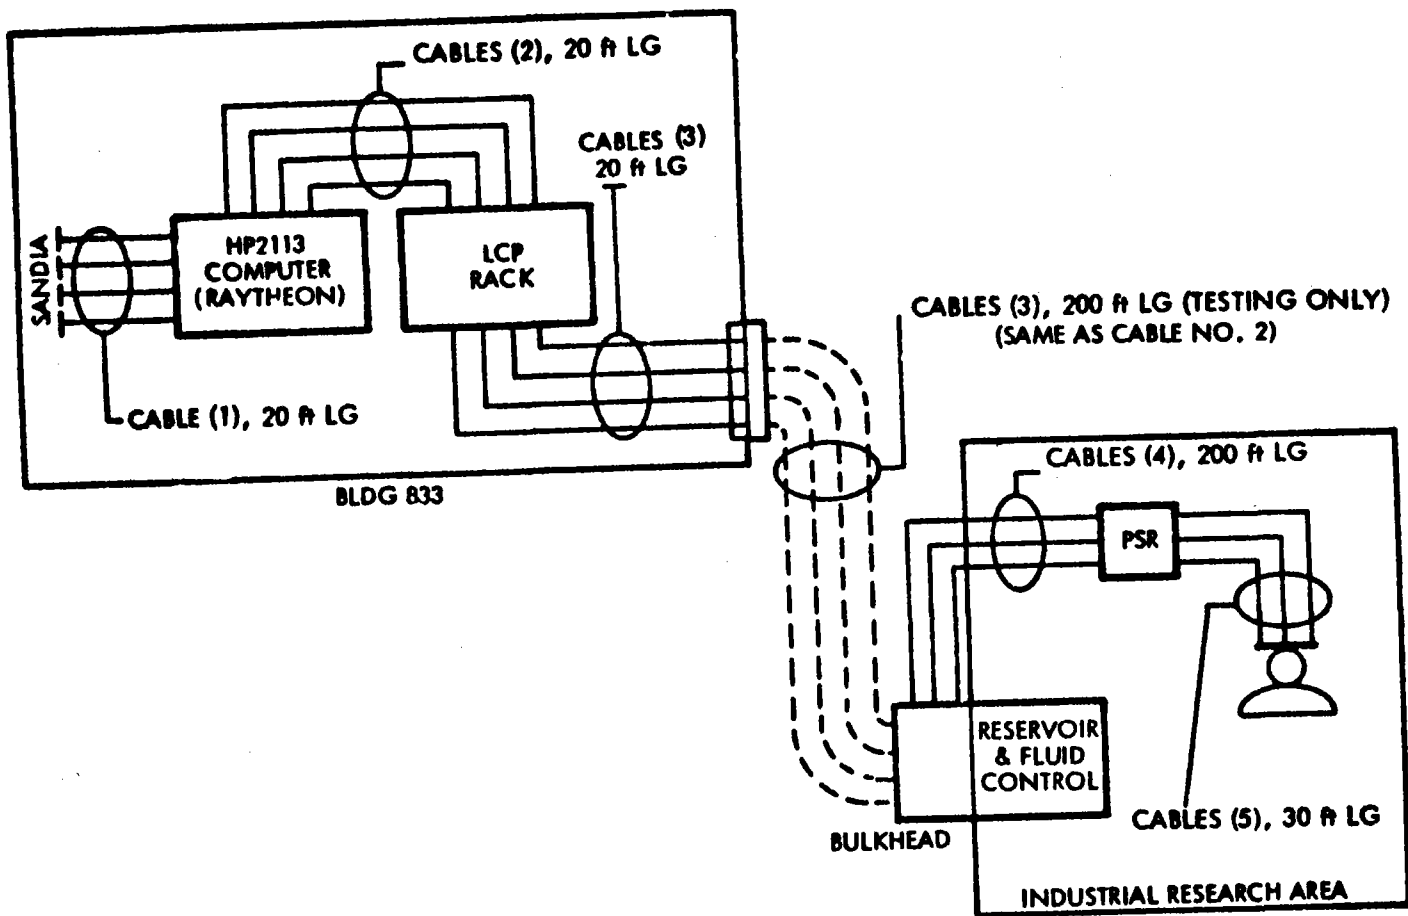 CABLES (2), 20 ft LG
CABLES (3)
20 ft LG
SANDIA
HP2113
COMPUTER
(RAYTHEON)
LCP
RACK
CABLE (1), 20 ft LG
BLDG 833
CABLES (3), 200 ft LG (TESTING ONLY)
(SAME AS CABLE NO. 2)
CABLES (4), 200 ft LG
PSR
RESERVOIR
& FLUID
CONTROL
BULKHEAD
CABLES (5), 30 ft LG
INDUSTRIAL RESEARCH AREA